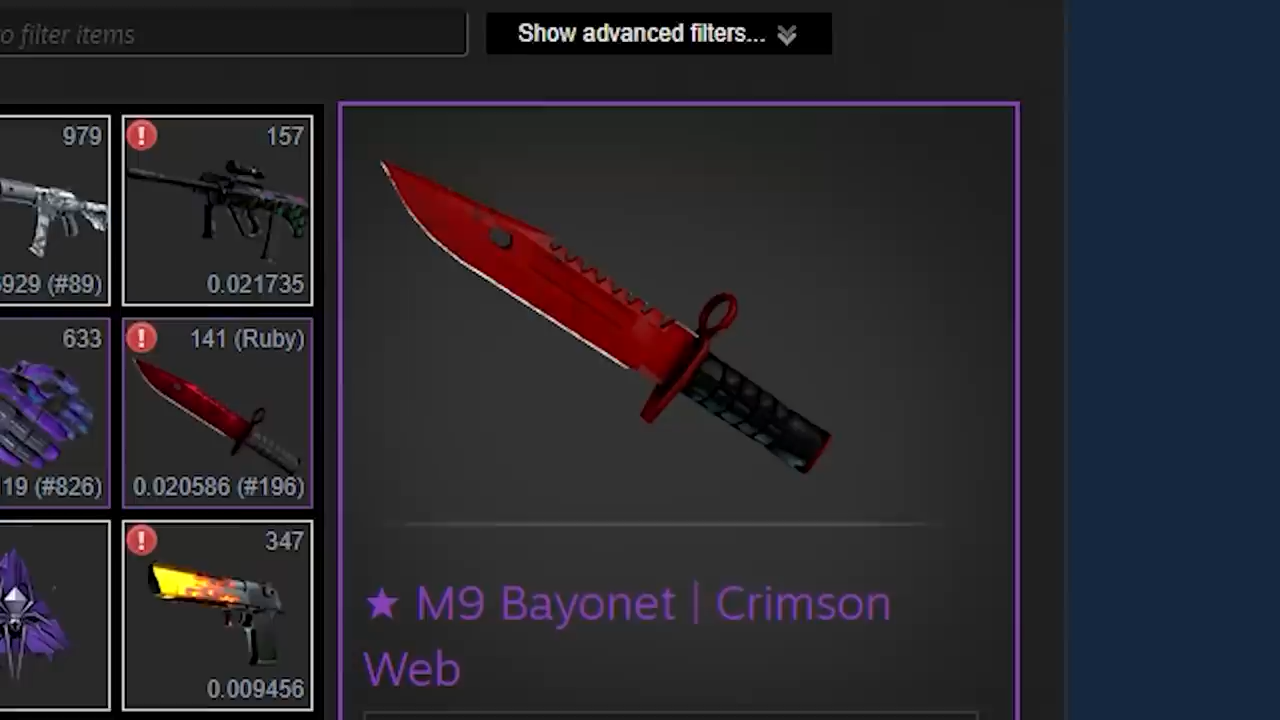 o filter items
Show advanced filters...
979
157
929 (#89)
0.021735
633
141 (Ruby)
119 (#826)
0.020586 (#196)
347
0.009456
★ M9 Bayonet | Crimson
Web